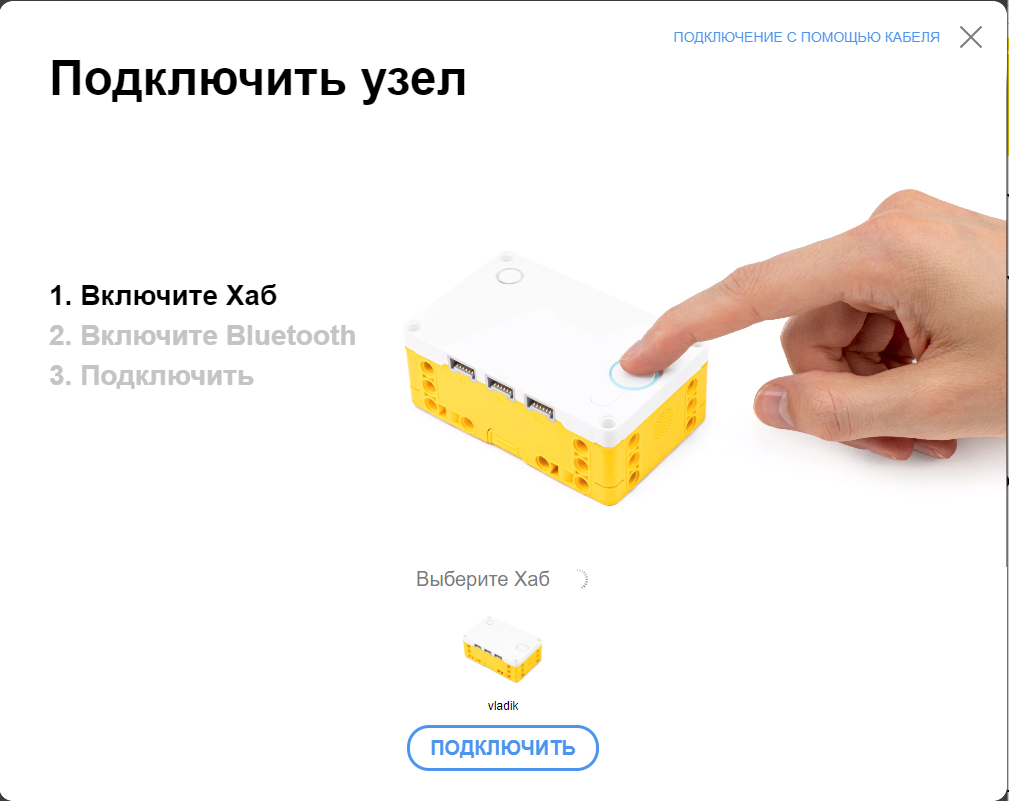 ПОДКЛЮЧЕНИЕ С ПОМОЩЬЮ КАБЕЛЯ
Подключить узел
1. Включите Хаб
2. Включите Bluetooth
3. Подключить
Выберите Хаб
vladik
ПОДКЛЮЧИТЬ